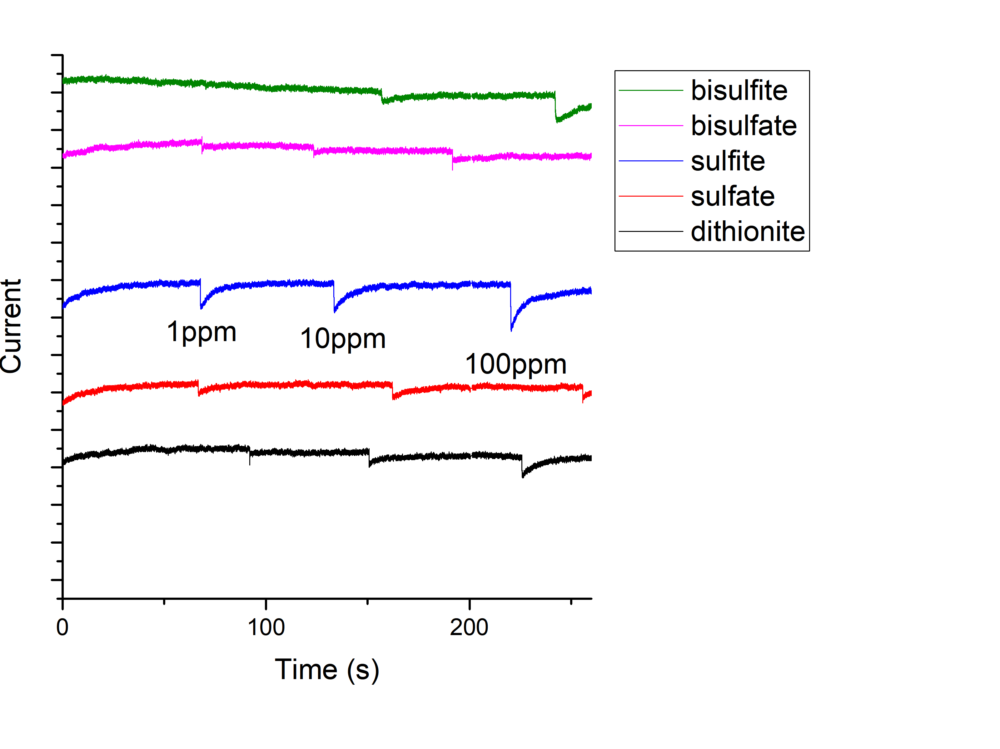 bisulfite
bisulfate
sulfite
sulfate
dithionite
Current
1ppm
10ppm
100ppm
0
100
200
Time (s)